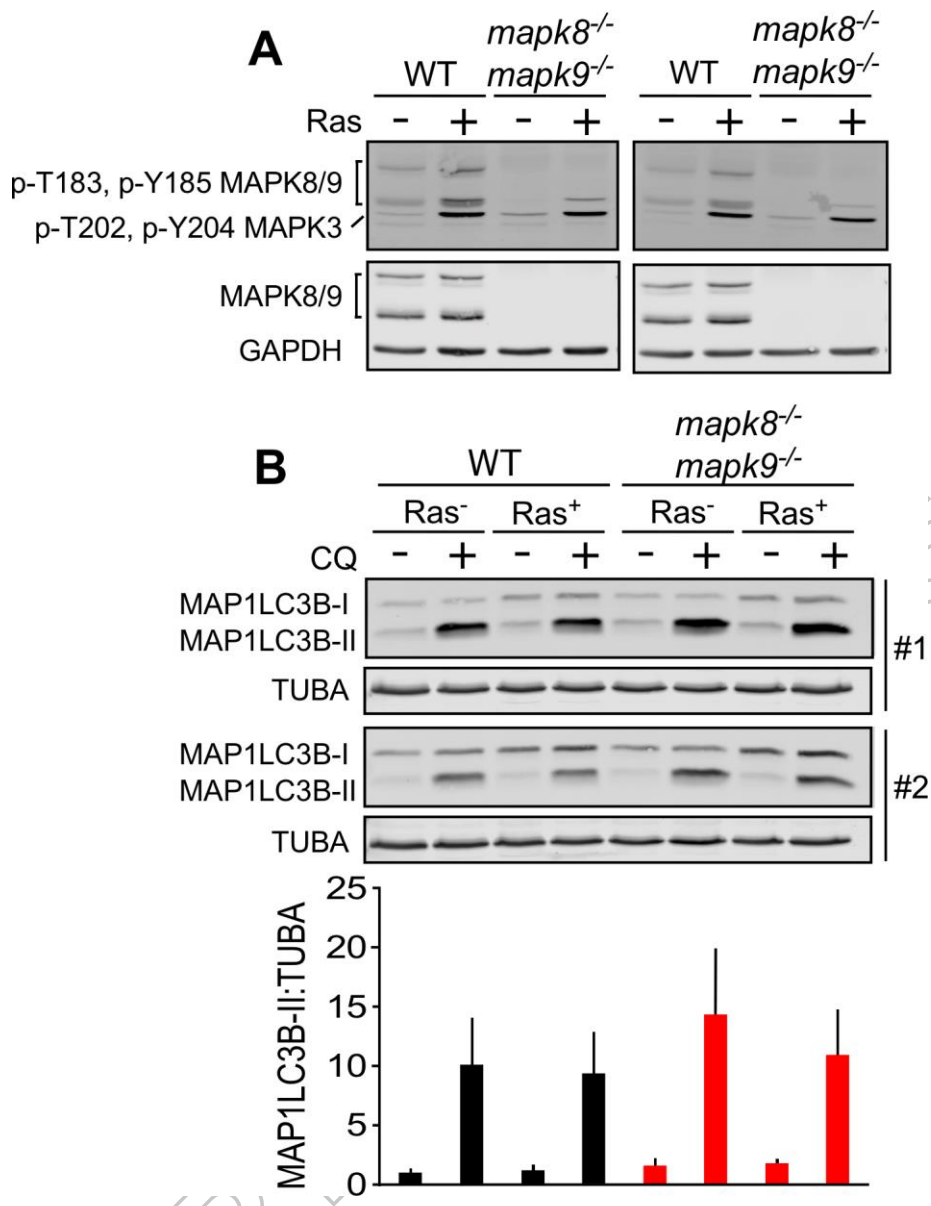 A
WT mapk8-/- mapk9-/- WT mapk8-/- mapk9-/-
Ras - + - + - + - +
p-T183, p-Y185 MAPK8/9
p-T202, p-Y204 MAPK3
MAPK8/9
GAPDH
B
WT mapk8-/- mapk9-/-
Ras- Ras+ Ras- Ras+
CQ - + - + - + - +
MAP1LC3B-I
MAP1LC3B-II
#1
TUBA
MAP1LC3B-I
MAP1LC3B-II
#2
TUBA
MAP1LC3B-II:TUBA
25
20
15
10
5
0